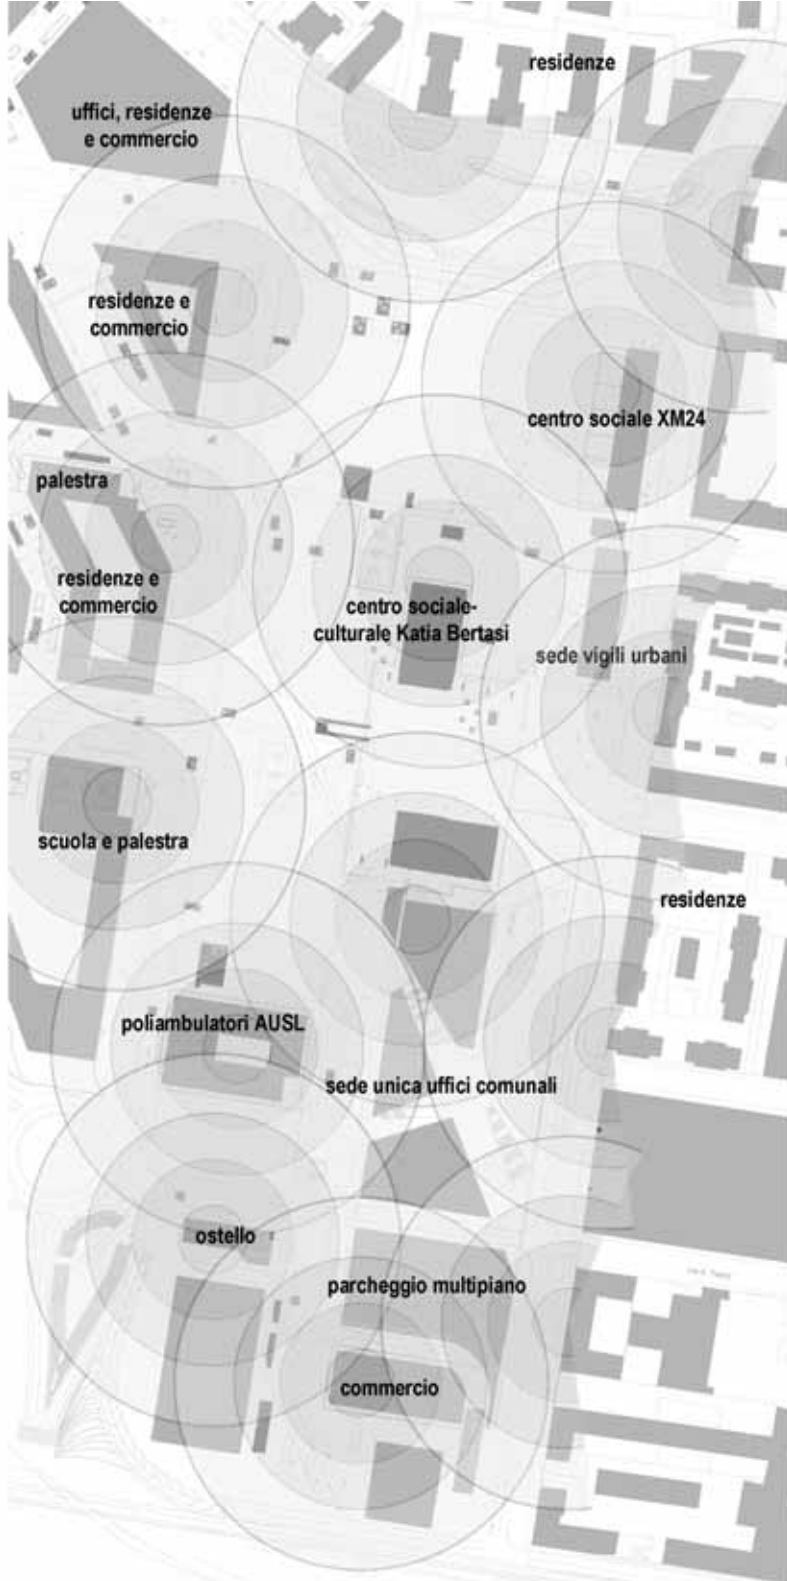 residenze
uffici, residenze
e commercio
residenze e
commercio
centro sociale XM24
palestra
residenze e
commercio
centro sociale-
culturale Katia Bertasi
sede vigili urbani
scuola e palestra
residenze
poliambulatori AUSL
sede unica uffici comunali
ostello
parcheggio multipiano
commercio